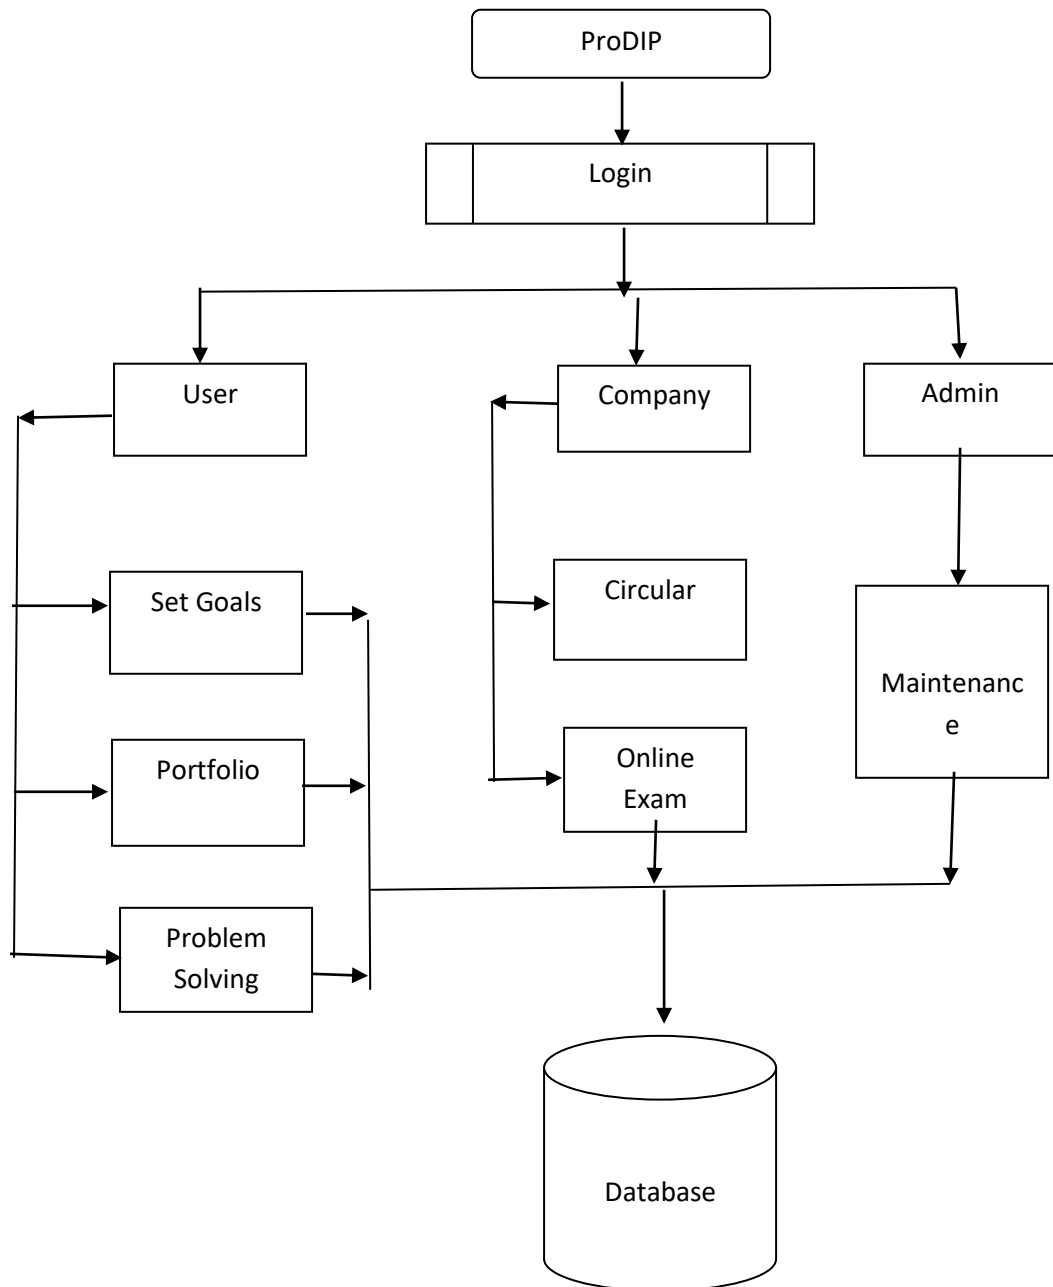 ProDIP
Login
User
Company
Admin
Set Goals
Circular
Maintenanc
e
Portfolio
Online
Exam
Problem
Solving
Database